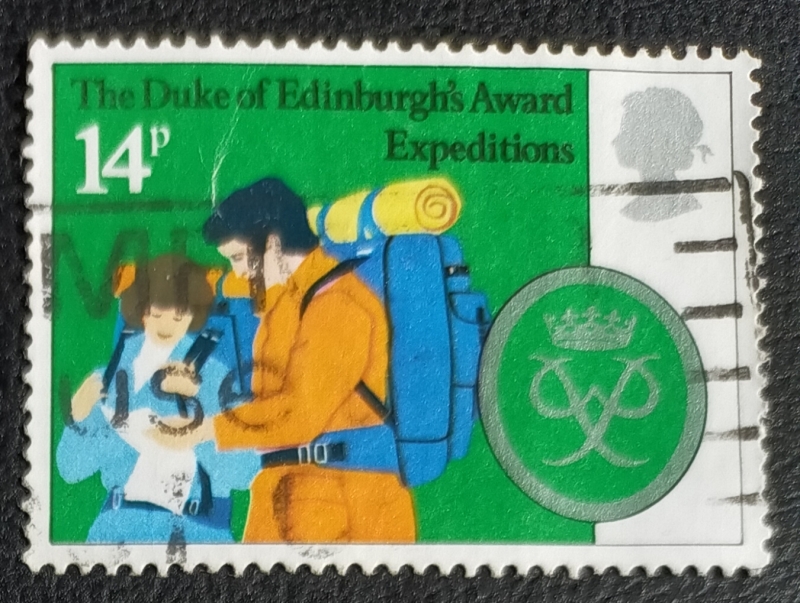 The Duke of Edinburgh's Award
Expeditions
14p